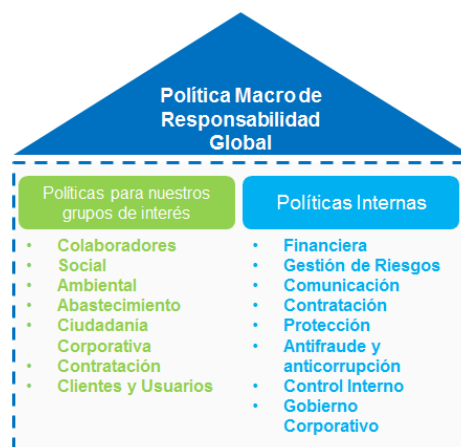 Política Macro de
Responsabilidad
Global
Políticas para nuestros
grupos de interés
• Colaboradores
• Social
• Ambiental
• Abastecimiento
• Ciudadanía
Corporativa
• Contratación
• Clientes y Usuarios
Políticas Internas
• Financiera
• Gestión de Riesgos
• Comunicación
• Contratación
• Protección
• Antifraude y
anticorrupción
• Control Interno
• Gobierno
Corporativo